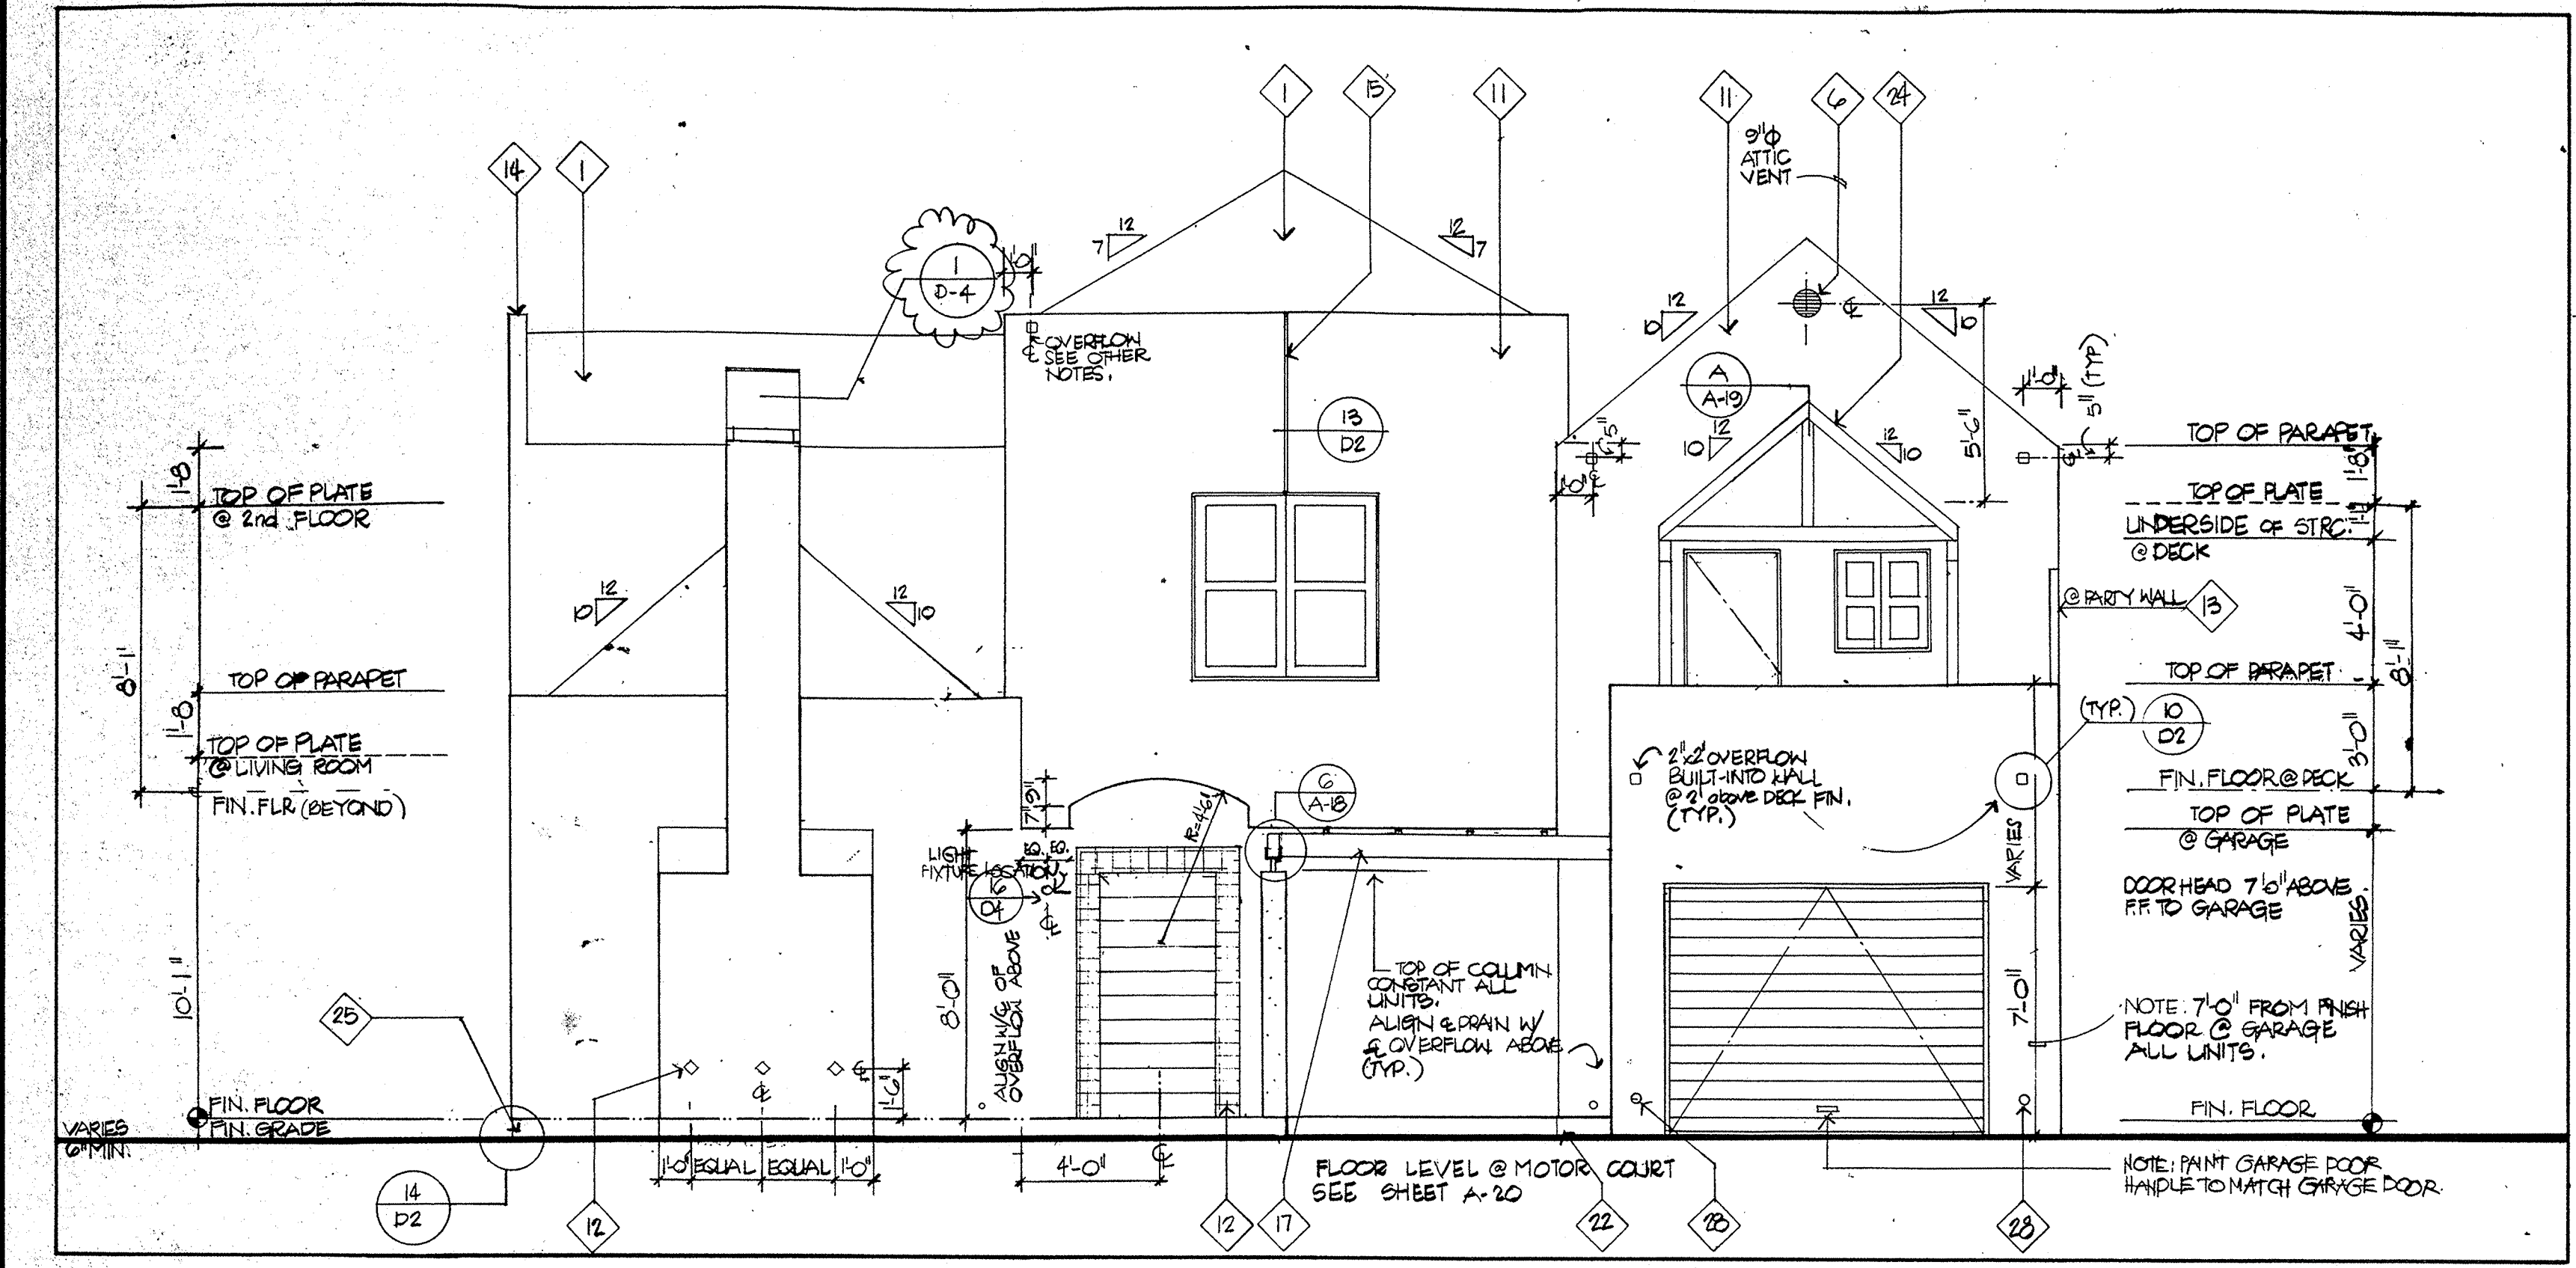 1
15
11
11
6
24
9"Ø
ATTIC
VENT
14
1
12
7
12
7
1
D-4
1'-0"
OVERFLOW
SEE OTHER
NOTES.
12
10
12
10
A
A-19
1'-0"
5" (TYP)
5'-6"
13
D2
5"
1'-0"
12
10
12
10
1'-8
TOP OF PLATE
@ 2nd FLOOR
TOP OF PARAPET
1'-8"
TOP OF PLATE
1'-1"
UNDERSIDE OF STRC.
@ DECK
12
10
12
10
@ PARTY WALL
13
4'-0"
8'-1"
8'-1"
TOP OF PARAPET
TOP OF PARAPET
1'-8
TOP OF PLATE
@ LIVING ROOM
FIN. FLR (BEYOND)
(TYP.)
10
D2
3'-0"
FIN. FLOOR @ DECK
2"x2" OVERFLOW
BUILT-INTO WALL
@ 2" above DECK FIN.
(TYP.)
6
A-18
7"
9"
R=4'-6"
TOP OF PLATE
@ GARAGE
VARIES
LIGHT
FIXTURE LOCATION
EQ. EQ.
D4
DOOR HEAD 7'-0" ABOVE
F.F. TO GARAGE
VARIES
10'-1"
8'-0"
ALIGN W/ ℄ OF
OVERFLOW ABOVE
TOP OF COLUMN
CONSTANT ALL
UNITS.
ALIGN ℄ DRAIN W/
℄ OVERFLOW ABOVE
(TYP.)
7'-0"
NOTE: 7'-0" FROM FINISH
FLOOR @ GARAGE
ALL UNITS.
25
1'-6"
FIN. FLOOR
FIN. GRADE
VARIES
6" MIN.
FIN. FLOOR
1'-0" EQUAL EQUAL 1'-0"
4'-0"
FLOOR LEVEL @ MOTOR COURT
SEE SHEET A-20
NOTE: PAINT GARAGE DOOR
HANDLE TO MATCH GARAGE DOOR.
14
D2
12
12
17
22
28
28